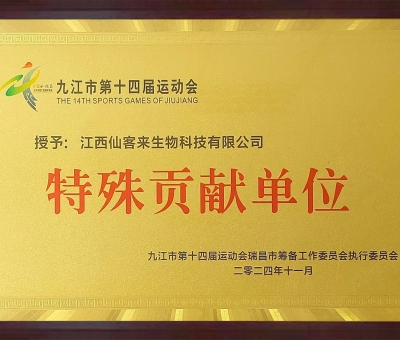 九江市第十四届运动会
THE 14TH SPORTS GAMES OF JIUJIANG
授予：江西仙客来生物科技有限公司
特殊贡献单位
九江市第十四届运动会瑞昌市筹备工作委员会执行委员会
二零二四年十一月